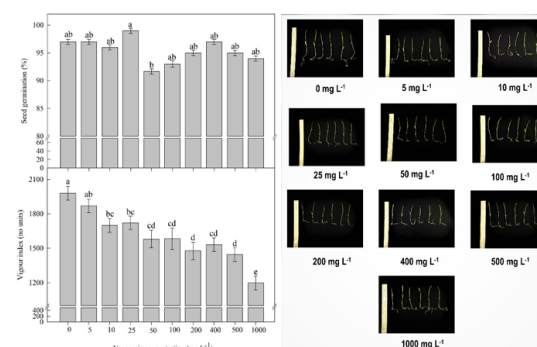 Seed germination (%)
100
95
90
85
80
60
40
20
0
ab
ab
ab
a
b
ab
ab
ab
ab
ab
Vigour index (no units)
2100
1800
1500
1200
400
200
0
a
ab
bc
bc
cd
cd
d
cd
d
e
0 5 10 25 50 100 200 400 500 1000
0 mg L-1
5 mg L-1
10 mg L-1
25 mg L-1
50 mg L-1
100 mg L-1
200 mg L-1
400 mg L-1
500 mg L-1
1000 mg L-1